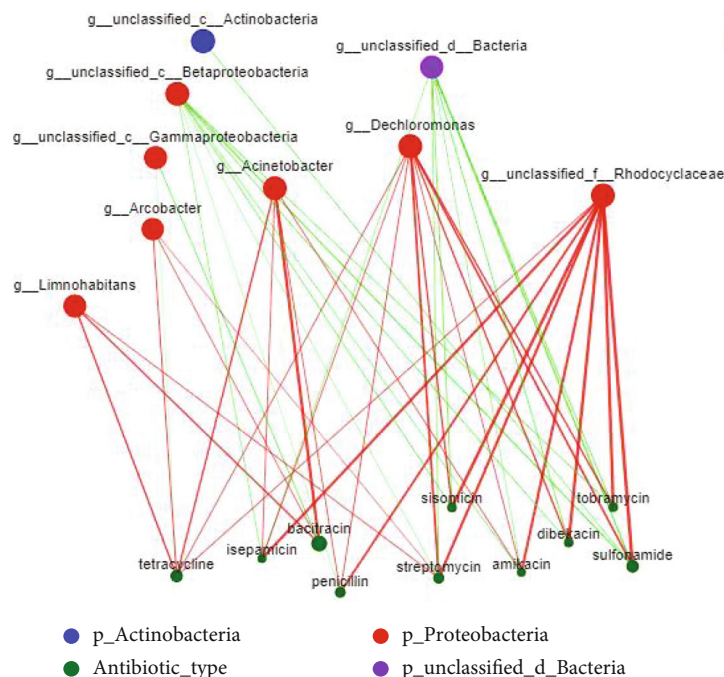 g__unclassified_c__Actinobacteria
g__unclassified_d__Bacteria
g__unclassified_c__Betaproteobacteria
g__Dechloromonas
g__unclassified_c__Gammaproteobacteria
g__Acinetobacter
g__unclassified_f__Rhodocyclaceae
g__Arcobacter
g__Limnohabitans
sisomicin
tobramycin
bacitracin
dibekacin
isepamicin
sulfonamide
tetracycline
streptomycin
amikacin
penicillin
p_Actinobacteria
p_Proteobacteria
Antibiotic_type
p_unclassified_d_Bacteria